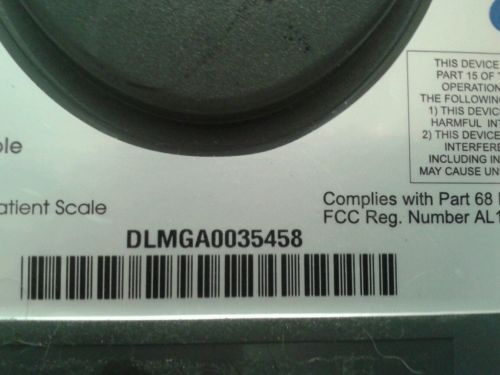 THIS DEVICE
PART 15 OF
OPERATION
THE FOLLOWING
1) THIS DEVIC
HARMFUL INT
2) THIS DEVICE
INTERFERE
INCLUDING IN
MAY CAUSE UN
ble
atient Scale
Complies with Part 68
FCC Reg. Number AL1
DLMGA0035458